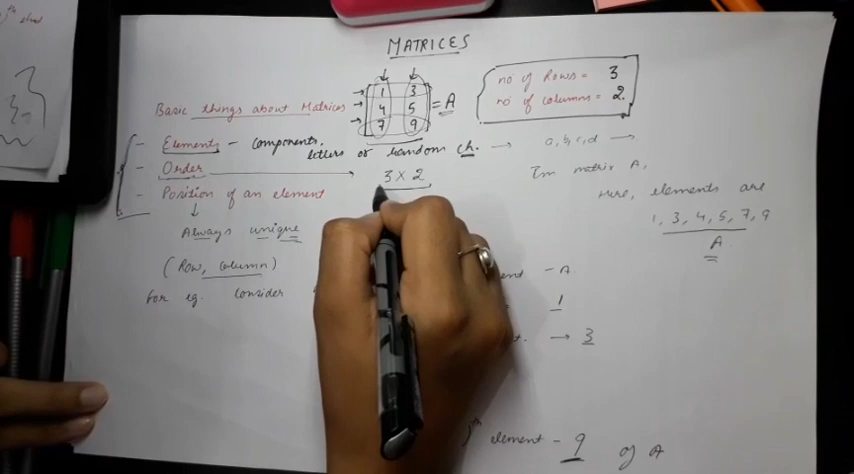 MATRICES
1 3
4 5
7 9
= A
no of Rows = 3
no of columns = 2
Basic things about Matrices
- Elements - components,
letters or random ch. → a, b, c, d →
- Order → 3 × 2
- Position of an element
In matrix A,
Here, elements are
1, 3, 4, 5, 7, 9
A
Always unique
(Row, column)
For eg. consider
ent - A.
1
t. → 3
th element - 9 of A